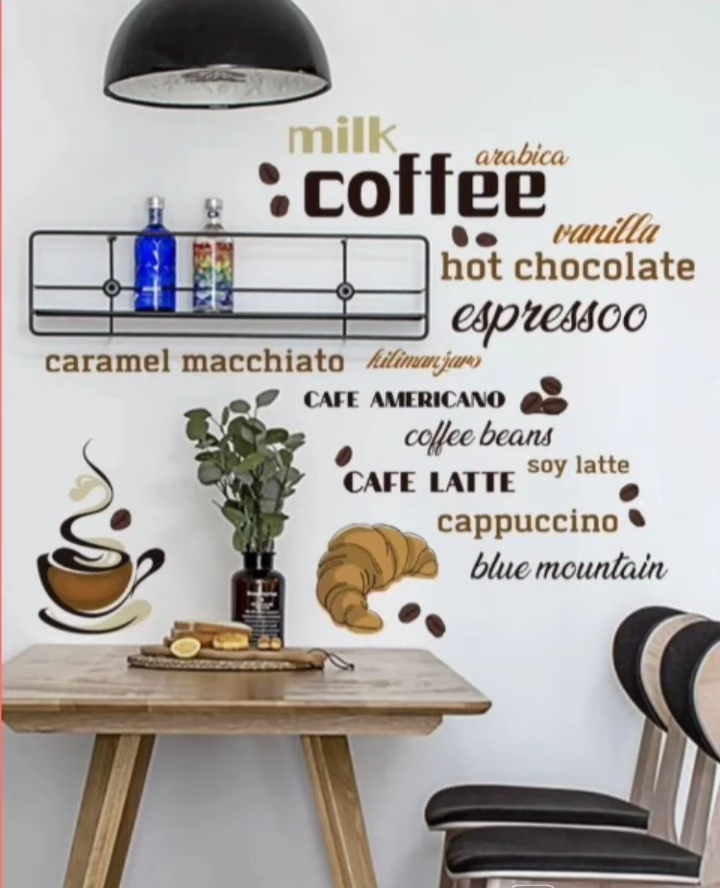 milk
arabica
coffee
vanilla
hot chocolate
espressoo
caramel macchiato
kilimanjaro
CAFE AMERICANO
coffee beans
soy latte
CAFE LATTE
cappuccino
blue mountain